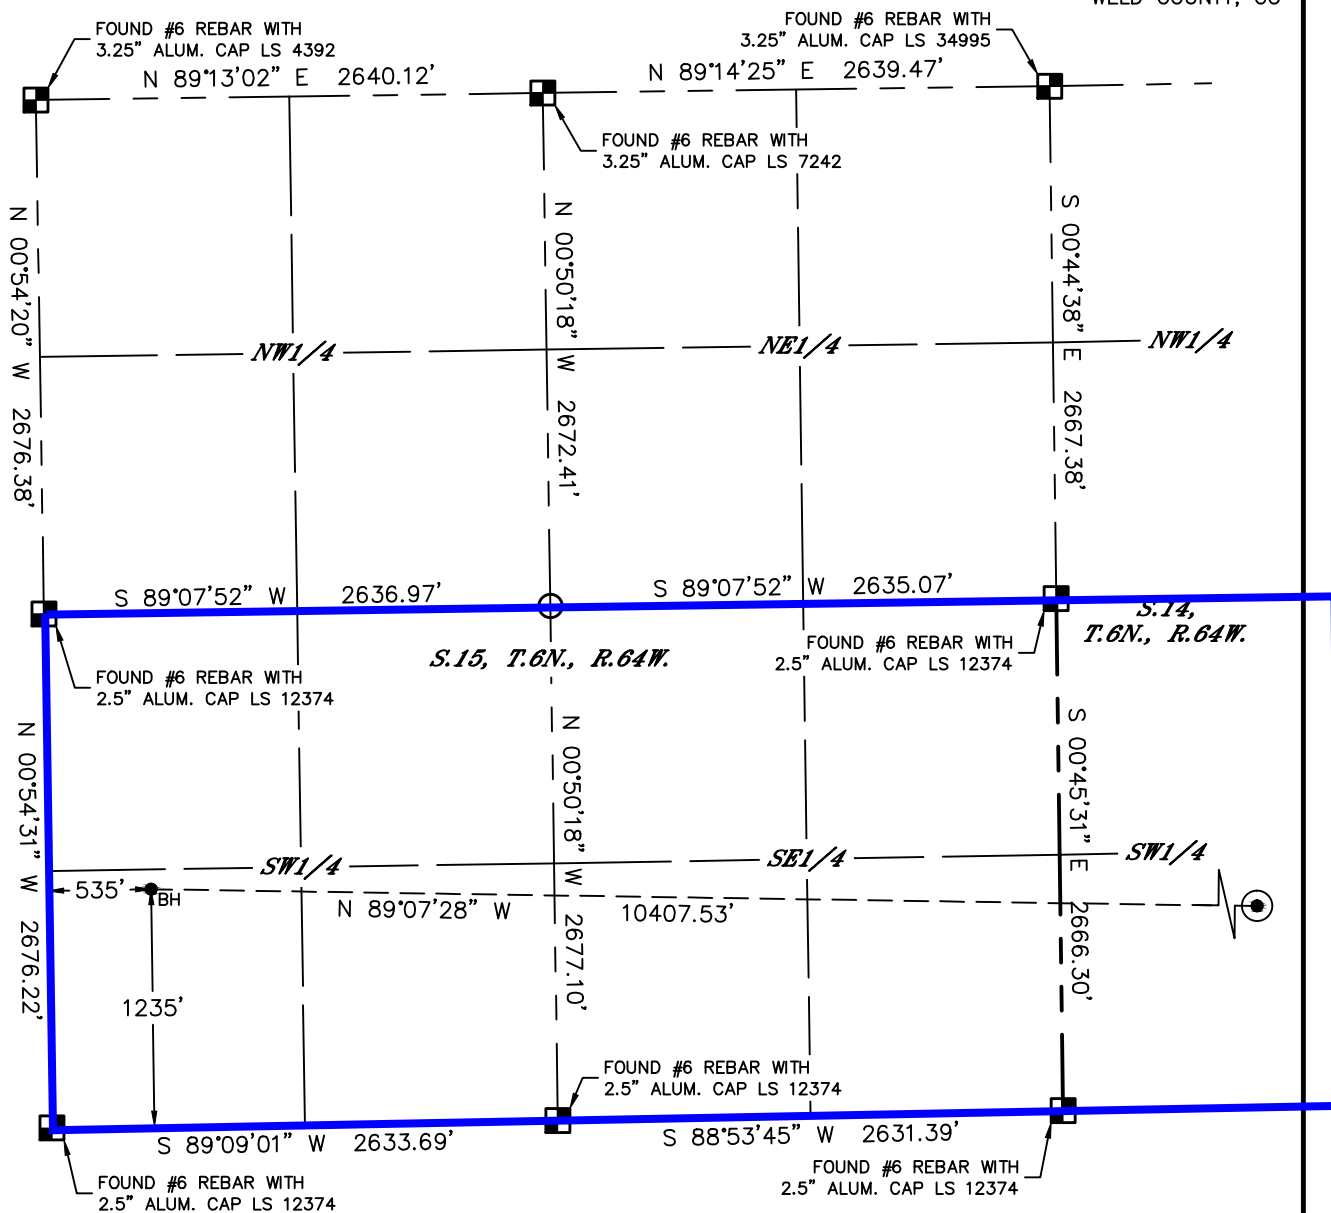 WELD COUNTY, CO
FOUND #6 REBAR WITH
3.25" ALUM. CAP LS 4392
FOUND #6 REBAR WITH
3.25" ALUM. CAP LS 34995
N 89°13'02" E 2640.12'
N 89°14'25" E 2639.47'
FOUND #6 REBAR WITH
3.25" ALUM. CAP LS 7242
N 00°54'20" W 2676.38'
N 00°50'18" W 2672.41'
S 00°44'38" E 2667.38'
NW1/4
NE1/4
NW1/4
S 89°07'52" W 2636.97'
S 89°07'52" W 2635.07'
S.14,
T.6N., R.64W.
FOUND #6 REBAR WITH
2.5" ALUM. CAP LS 12374
S.15, T.6N., R.64W.
FOUND #6 REBAR WITH
2.5" ALUM. CAP LS 12374
N 00°54'31" W 2676.22'
N 00°50'18" W 2677.10'
S 00°45'31" E 2666.30'
SW1/4
SE1/4
SW1/4
535'
BH
N 89°07'28" W 10407.53'
1235'
FOUND #6 REBAR WITH
2.5" ALUM. CAP LS 12374
S 89°09'01" W 2633.69'
S 88°53'45" W 2631.39'
FOUND #6 REBAR WITH
2.5" ALUM. CAP LS 12374
FOUND #6 REBAR WITH
2.5" ALUM. CAP LS 12374